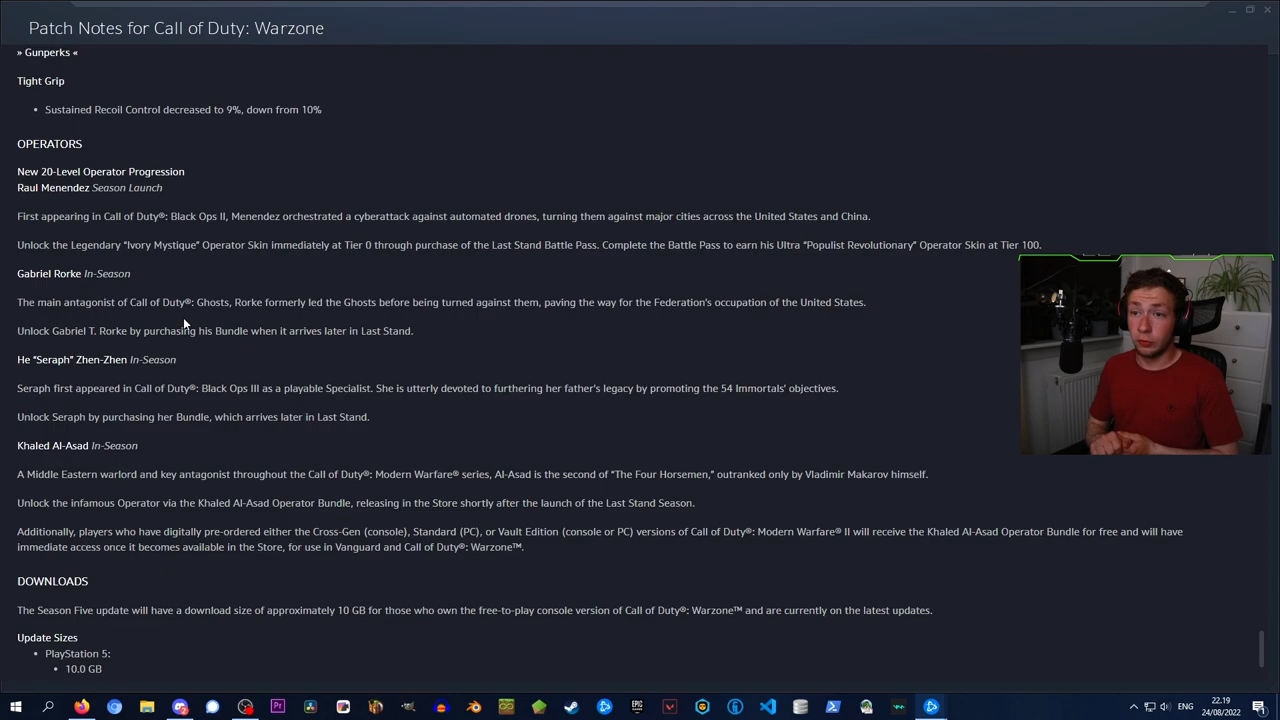 Patch Notes for Call of Duty: Warzone
» Gunperks «
Tight Grip
• Sustained Recoil Control decreased to 9%, down from 10%
OPERATORS
New 20-Level Operator Progression
Raul Menendez Season Launch
First appearing in Call of Duty®: Black Ops II, Menendez orchestrated a cyberattack against automated drones, turning them against major cities across the United States and China.
Unlock the Legendary “Ivory Mystique” Operator Skin immediately at Tier 0 through purchase of the Last Stand Battle Pass. Complete the Battle Pass to earn his Ultra “Populist Revolutionary” Operator Skin at Tier 100.
Gabriel Rorke In-Season
The main antagonist of Call of Duty®: Ghosts, Rorke formerly led the Ghosts before being turned against them, paving the way for the Federation’s occupation of the United States.
Unlock Gabriel T. Rorke by purchasing his Bundle when it arrives later in Last Stand.
He “Seraph” Zhen-Zhen In-Season
Seraph first appeared in Call of Duty®: Black Ops III as a playable Specialist. She is utterly devoted to furthering her father’s legacy by promoting the 54 Immortals’ objectives.
Unlock Seraph by purchasing her Bundle, which arrives later in Last Stand.
Khaled Al-Asad In-Season
A Middle Eastern warlord and key antagonist throughout the Call of Duty®: Modern Warfare® series, Al-Asad is the second of “The Four Horsemen,” outranked only by Vladimir Makarov himself.
Unlock the infamous Operator via the Khaled Al-Asad Operator Bundle, releasing in the Store shortly after the launch of the Last Stand Season.
Additionally, players who have digitally pre-ordered either the Cross-Gen (console), Standard (PC), or Vault Edition (console or PC) versions of Call of Duty®: Modern Warfare® II will receive the Khaled Al-Asad Operator Bundle for free and will have
immediate access once it becomes available in the Store, for use in Vanguard and Call of Duty®: Warzone™.
DOWNLOADS
The Season Five update will have a download size of approximately 10 GB for those who own the free-to-play console version of Call of Duty®: Warzone™ and are currently on the latest updates.
Update Sizes
• PlayStation 5:
• 10.0 GB
Pr
EPIC GAMES
ENG
22.19
24/08/2022